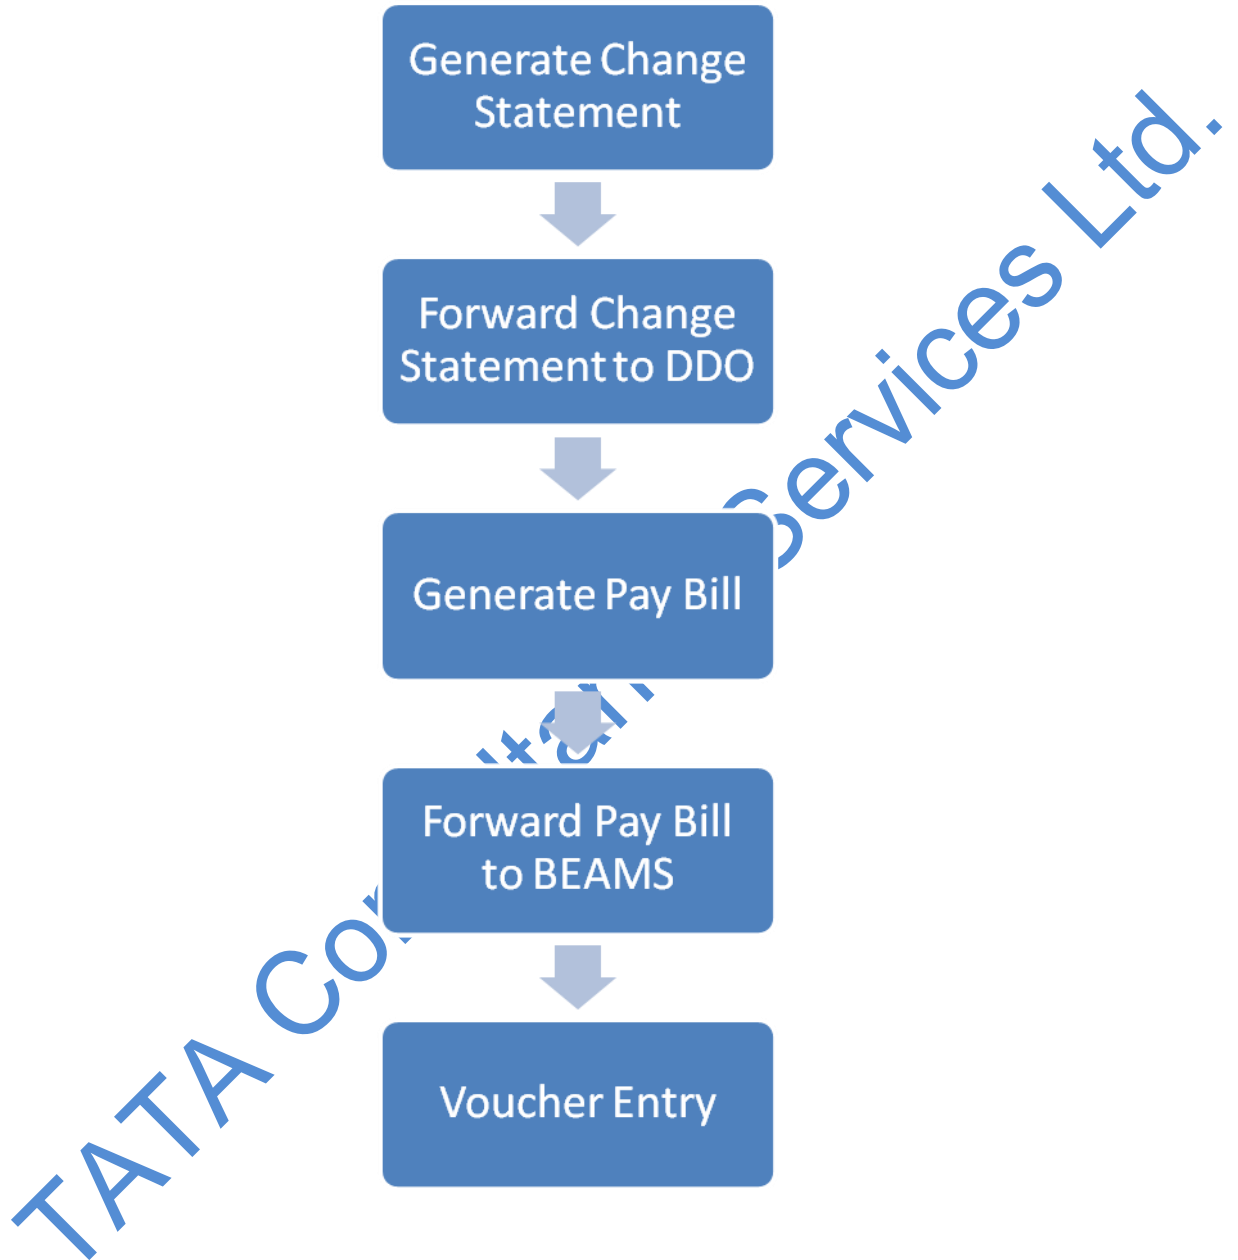 Generate Change
Statement
Forward Change
Statement to DDO
Generate Pay Bill
Forward Pay Bill
to BEAMS
Voucher Entry
TATA
Services Ltd.